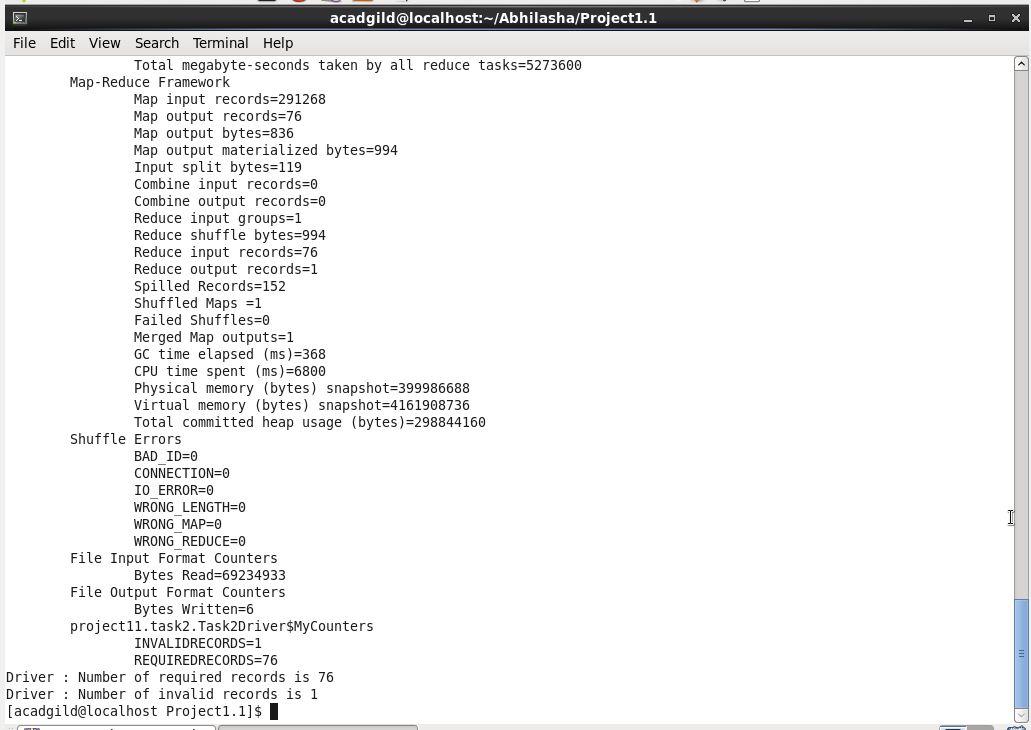 acadgild@localhost:~/Abhilasha/Project1.1
File Edit View Search Terminal Help
Total megabyte-seconds taken by all reduce tasks=5273600
Map-Reduce Framework
Map input records=291268
Map output records=76
Map output bytes=836
Map output materialized bytes=994
Input split bytes=119
Combine input records=0
Combine output records=0
Reduce input groups=1
Reduce shuffle bytes=994
Reduce input records=76
Reduce output records=1
Spilled Records=152
Shuffled Maps =1
Failed Shuffles=0
Merged Map outputs=1
GC time elapsed (ms)=368
CPU time spent (ms)=6800
Physical memory (bytes) snapshot=399986688
Virtual memory (bytes) snapshot=4161908736
Total committed heap usage (bytes)=298844160
Shuffle Errors
BAD_ID=0
CONNECTION=0
IO_ERROR=0
WRONG_LENGTH=0
WRONG_MAP=0
WRONG_REDUCE=0
File Input Format Counters
Bytes Read=69234933
File Output Format Counters
Bytes Written=6
project11.task2.Task2Driver$MyCounters
INVALIDRECORDS=1
REQUIREDRECORDS=76
Driver : Number of required records is 76
Driver : Number of invalid records is 1
[acadgild@localhost Project1.1]$